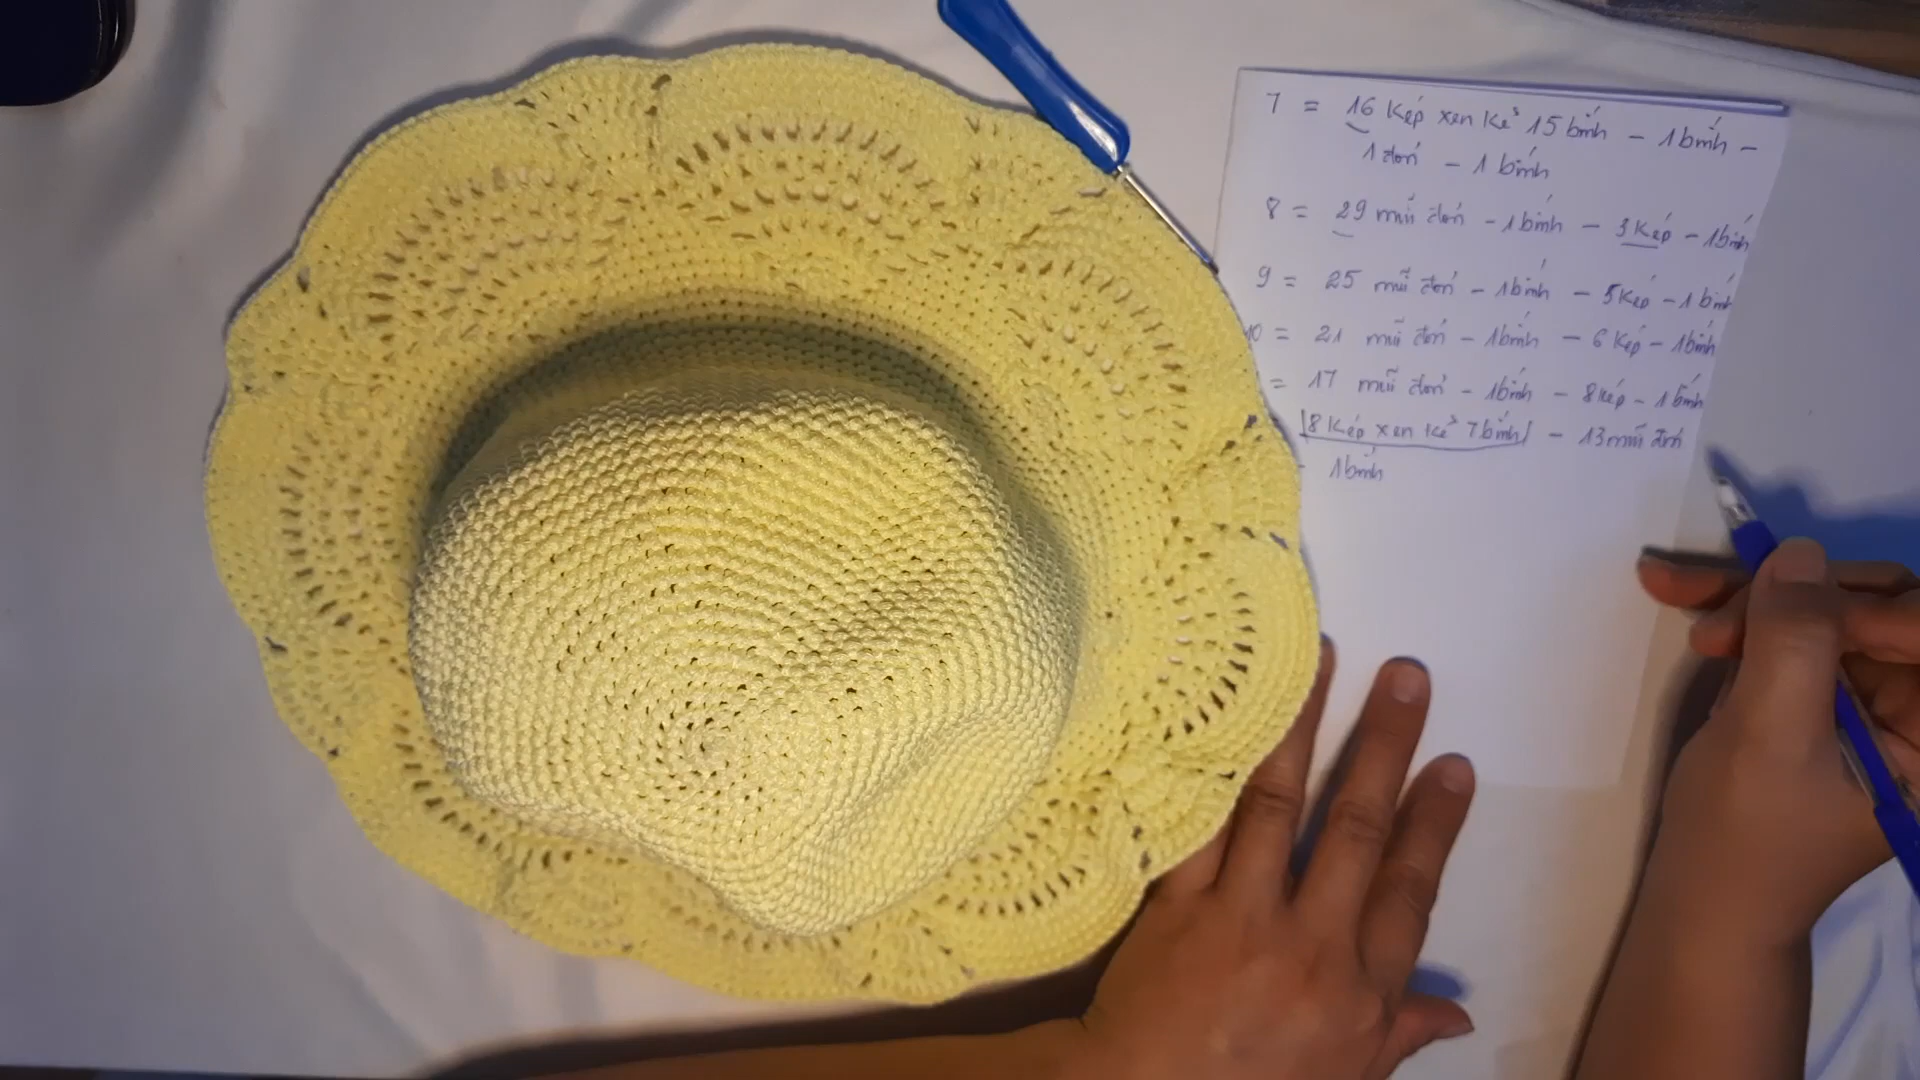 7 = 16 Kép xen kẻ 15 bính – 1 bính –
1 đơn – 1 bính
8 = 29 mũi đơn – 1 bính – 3 Kép – 1 bính
9 = 25 mũi đơn – 1 bính – 5 Kép – 1 bính
10 = 21 mũi đơn – 1 bính – 6 Kép – 1 bính
= 17 mũi đơn – 1 bính – 8 kép – 1 bính
8 Kép xen kẻ 7 bính – 13 mũi đơn
– 1 bính